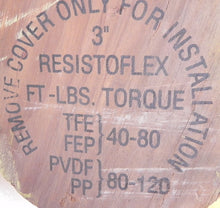 REMOVE COVER ONLY FOR INSTALLATION
3"
RESISTOFLEX
FT-LBS. TORQUE
TFE
FEP } 40-80
PVDF
PP } 80-120